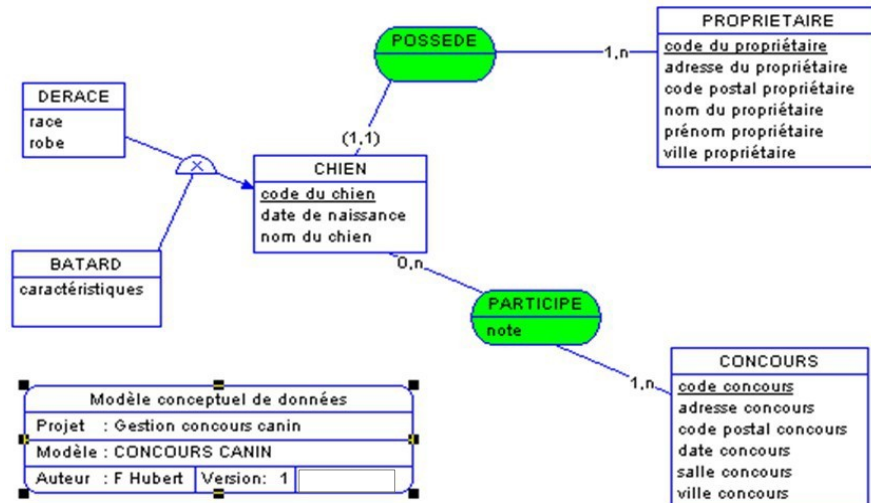 PROPRIETAIRE
code du propriétaire
adresse du propriétaire
code postal propriétaire
nom du propriétaire
prénom propriétaire
ville propriétaire
POSSEDE
1,n
(1,1)
DERACE
race
robe
X
CHIEN
code du chien
date de naissance
nom du chien
BATARD
caractéristiques
0,n
PARTICIPE
note
1,n
CONCOURS
code concours
adresse concours
code postal concours
date concours
salle concours
ville concours
Modèle conceptuel de données
Projet : Gestion concours canin
Modèle : CONCOURS CANIN
Auteur : F Hubert Version: 1